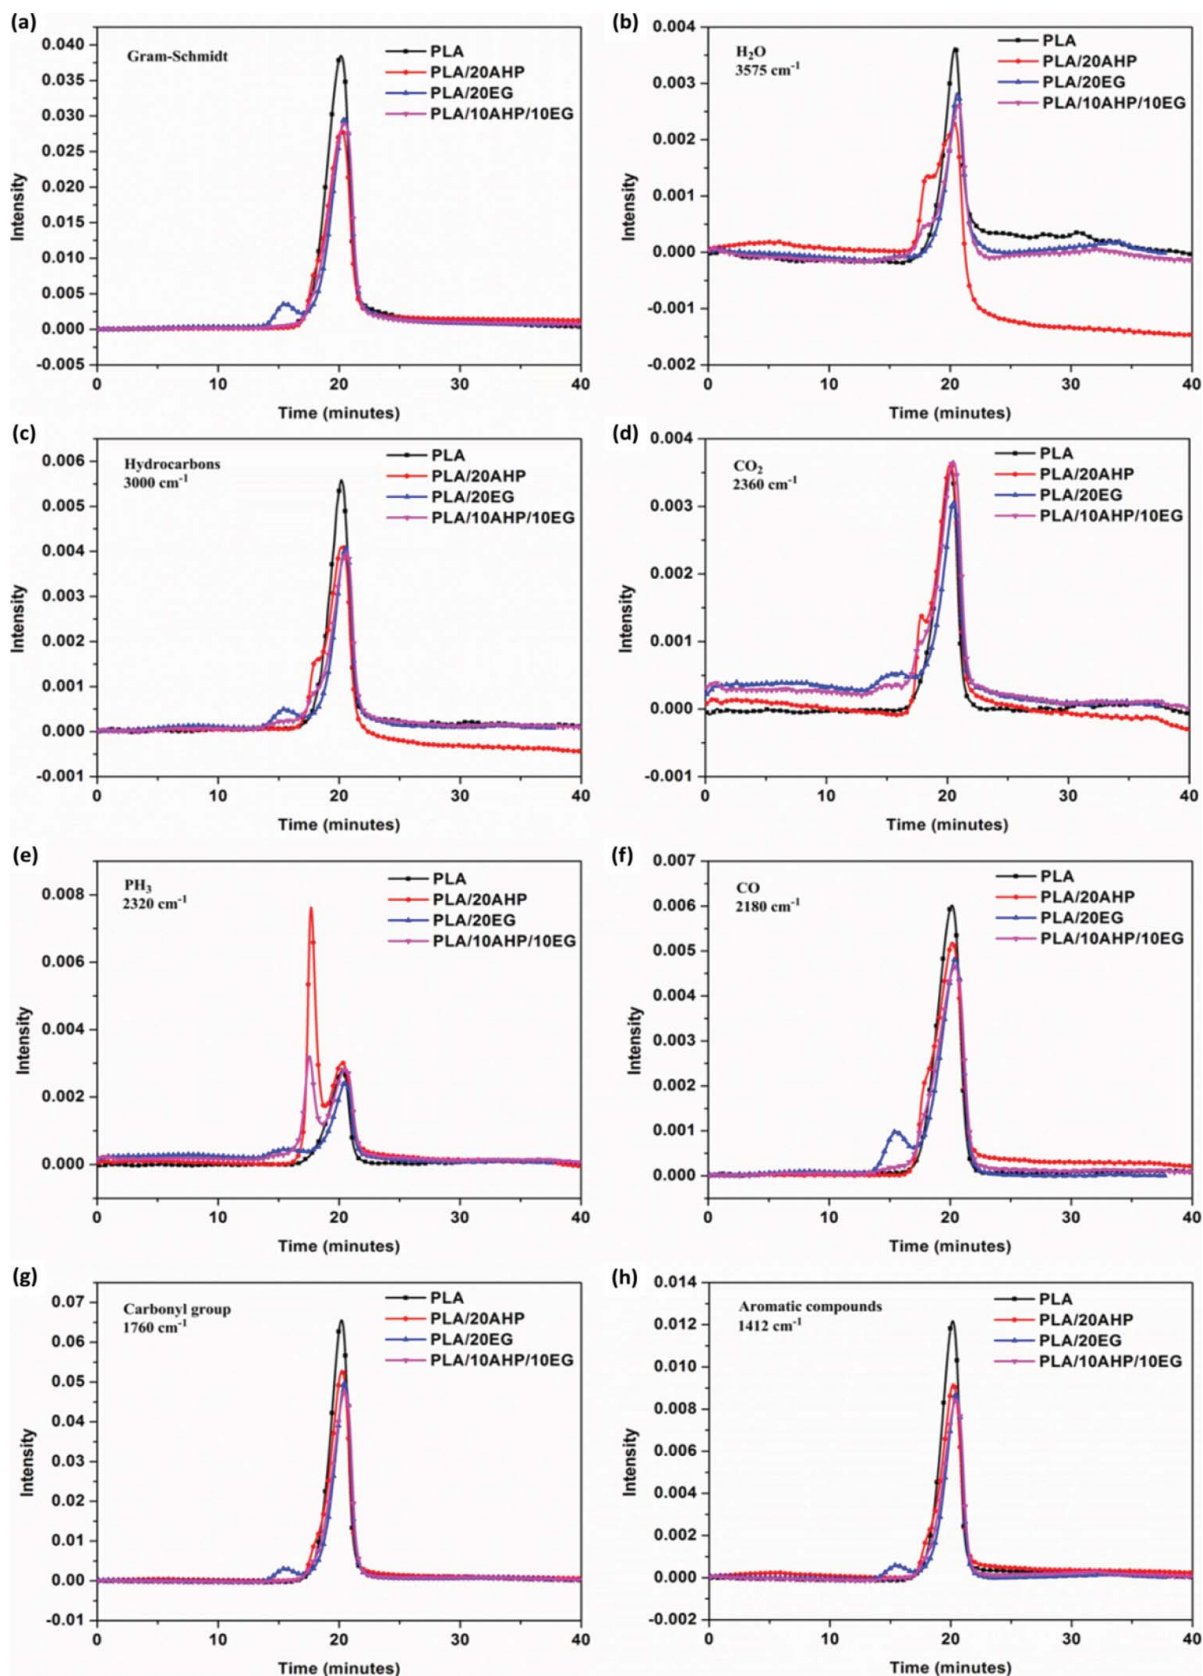 (a)
Gram-Schmidt
PLA
PLA/20AHP
PLA/20EG
PLA/10AHP/10EG
0.040
0.035
0.030
0.025
0.020
0.015
0.010
0.005
0.000
-0.005
Intensity
0 10 20 30 40
Time (minutes)
(b)
H₂O
3575 cm⁻¹
PLA
PLA/20AHP
PLA/20EG
PLA/10AHP/10EG
0.004
0.003
0.002
0.001
0.000
-0.001
-0.002
Intensity
0 10 20 30 40
Time (minutes)
(c)
Hydrocarbons
3000 cm⁻¹
PLA
PLA/20AHP
PLA/20EG
PLA/10AHP/10EG
0.006
0.005
0.004
0.003
0.002
0.001
0.000
-0.001
Intensity
0 10 20 30 40
Time (minutes)
(d)
CO₂
2360 cm⁻¹
PLA
PLA/20AHP
PLA/20EG
PLA/10AHP/10EG
0.004
0.003
0.002
0.001
0.000
-0.001
Intensity
0 10 20 30 40
Time (minutes)
(e)
PH₃
2320 cm⁻¹
PLA
PLA/20AHP
PLA/20EG
PLA/10AHP/10EG
0.008
0.006
0.004
0.002
0.000
Intensity
0 10 20 30 40
Time (minutes)
(f)
CO
2180 cm⁻¹
PLA
PLA/20AHP
PLA/20EG
PLA/10AHP/10EG
0.007
0.006
0.005
0.004
0.003
0.002
0.001
0.000
Intensity
0 10 20 30 40
Time (minutes)
(g)
Carbonyl group
1760 cm⁻¹
PLA
PLA/20AHP
PLA/20EG
PLA/10AHP/10EG
0.07
0.06
0.05
0.04
0.03
0.02
0.01
0.00
-0.01
Intensity
0 10 20 30 40
Time (minutes)
(h)
Aromatic compounds
1412 cm⁻¹
PLA
PLA/20AHP
PLA/20EG
PLA/10AHP/10EG
0.014
0.012
0.010
0.008
0.006
0.004
0.002
0.000
-0.002
Intensity
0 10 20 30 40
Time (minutes)